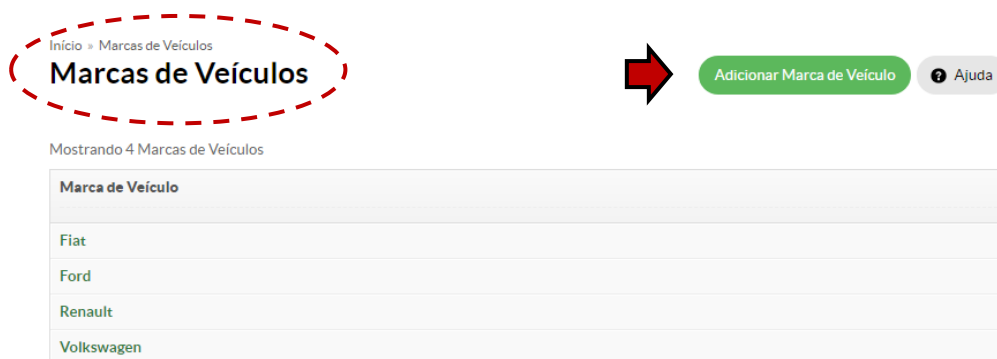 Início » Marcas de Veículos
Marcas de Veículos
Adicionar Marca de Veículo
Ajuda
Mostrando 4 Marcas de Veículos
Marca de Veículo
Fiat
Ford
Renault
Volkswagen